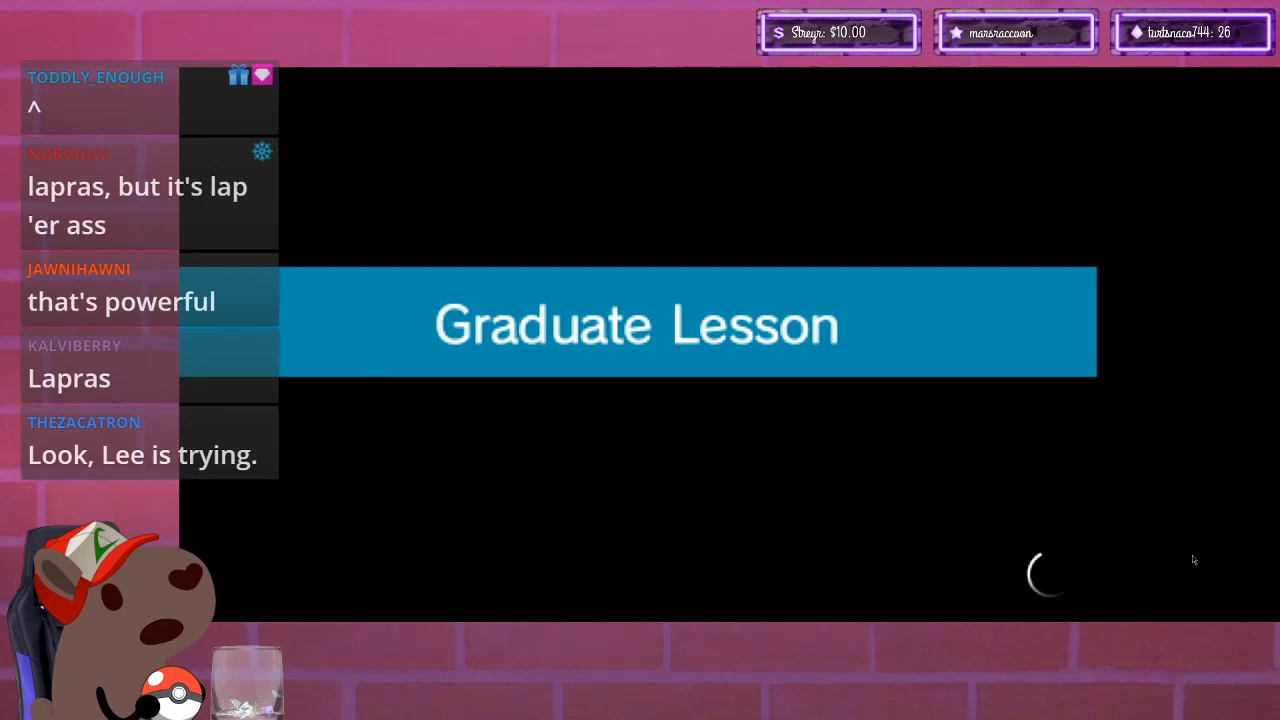 Streyr: $10.00
marsraccoon
TODDLY_ENOUGH
^
NOBUGUU
lapras, but it's lap
'er ass
JAWNIHAWNI
that's powerful
KALVIBERRY
Lapras
THEZACATRON
Look, Lee is trying.
Graduate Lesson